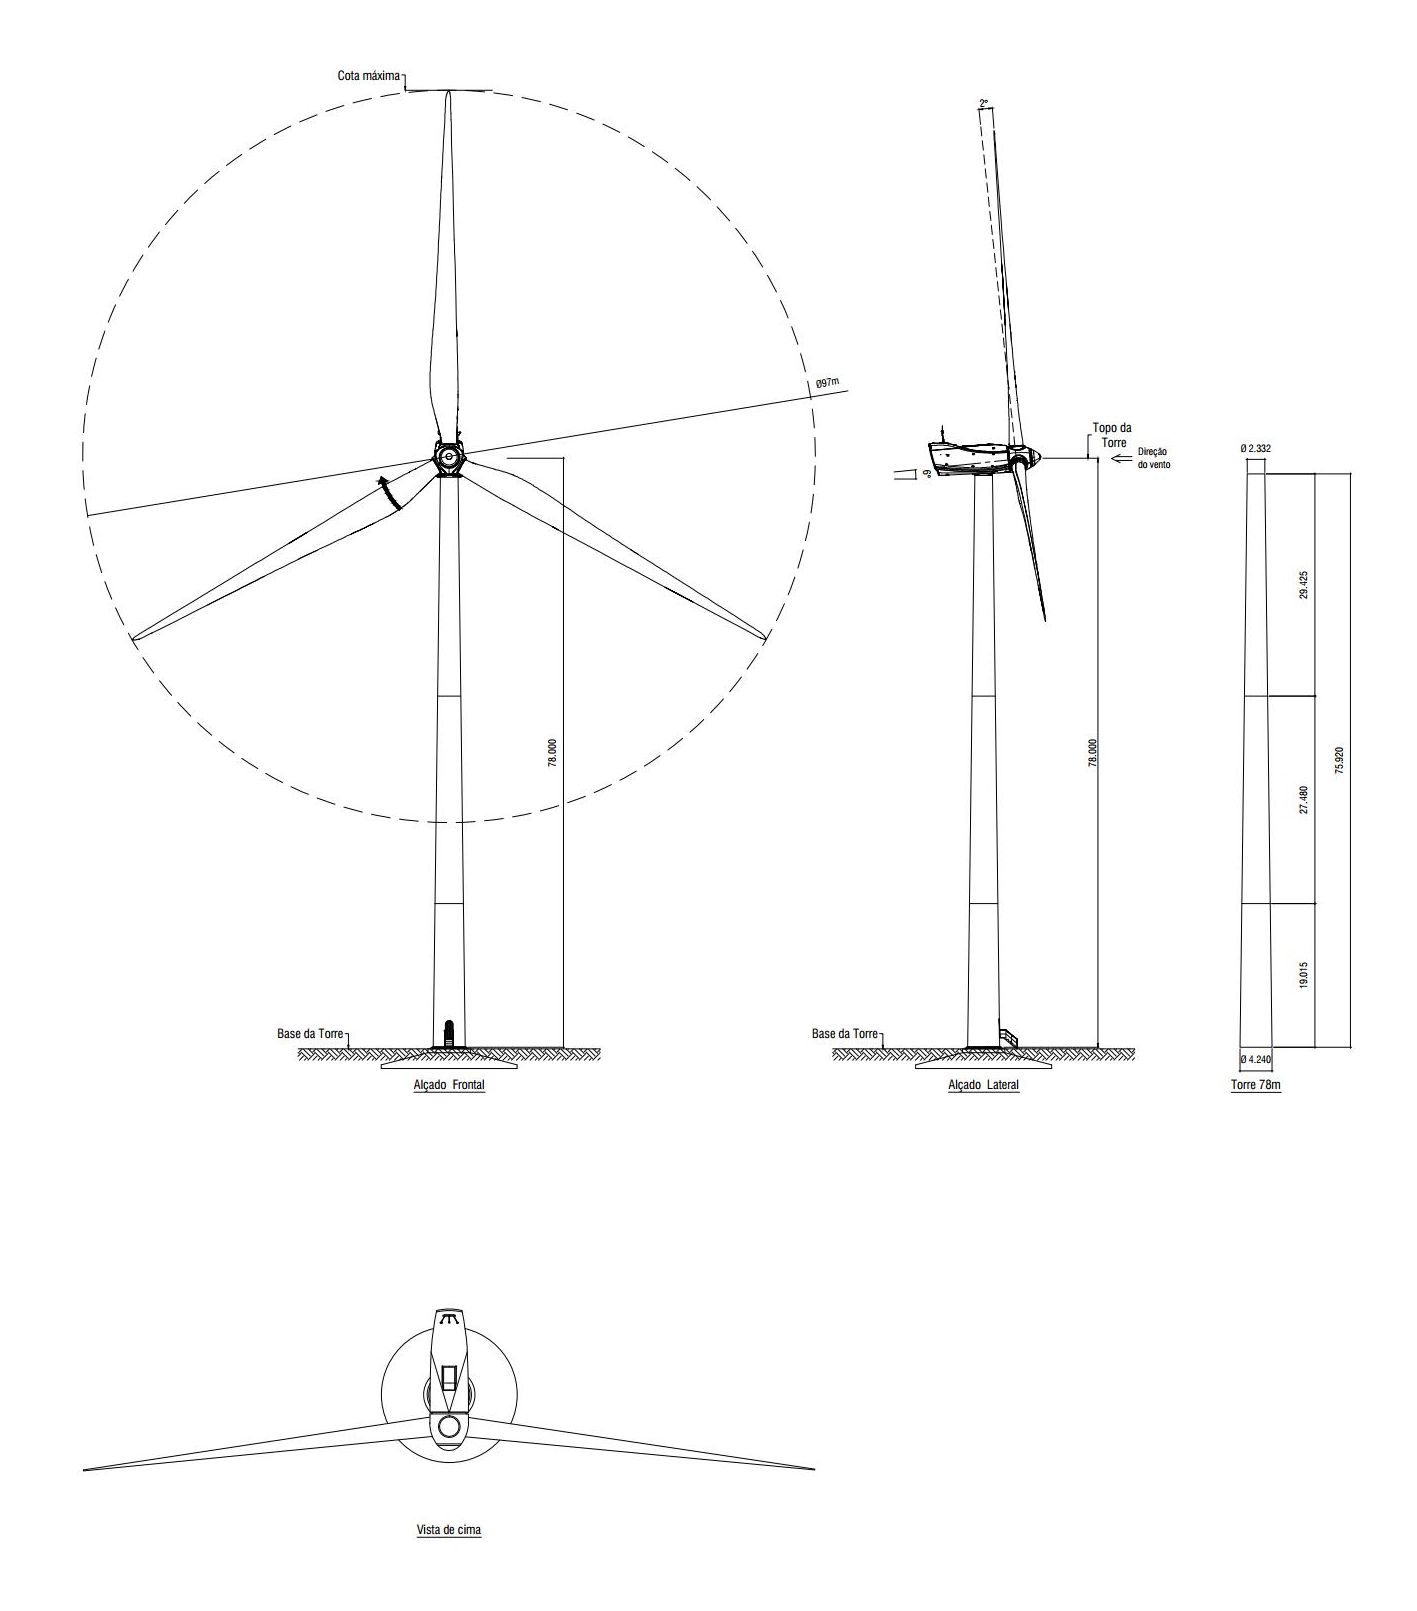 Cota máxima
2°
Ø97m
Topo da
Torre
Direção
do vento
6°
Ø 2.332
29.425
78.000
78.000
75.920
27.480
19.015
Base da Torre
Base da Torre
Ø 4.240
Alçado Frontal
Alçado Lateral
Torre 78m
Vista de cima